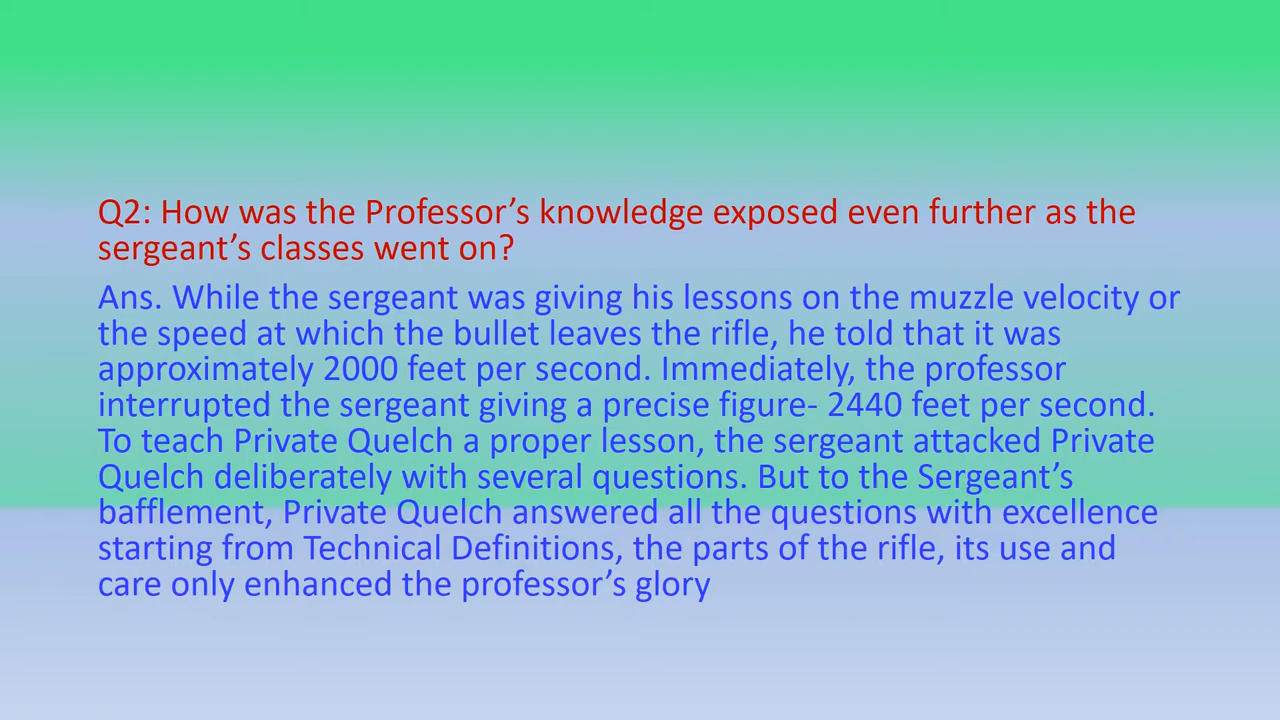 Q2: How was the Professor’s knowledge exposed even further as the
sergeant’s classes went on?
Ans. While the sergeant was giving his lessons on the muzzle velocity or
the speed at which the bullet leaves the rifle, he told that it was
approximately 2000 feet per second. Immediately, the professor
interrupted the sergeant giving a precise figure- 2440 feet per second.
To teach Private Quelch a proper lesson, the sergeant attacked Private
Quelch deliberately with several questions. But to the Sergeant’s
bafflement, Private Quelch answered all the questions with excellence
starting from Technical Definitions, the parts of the rifle, its use and
care only enhanced the professor’s glory